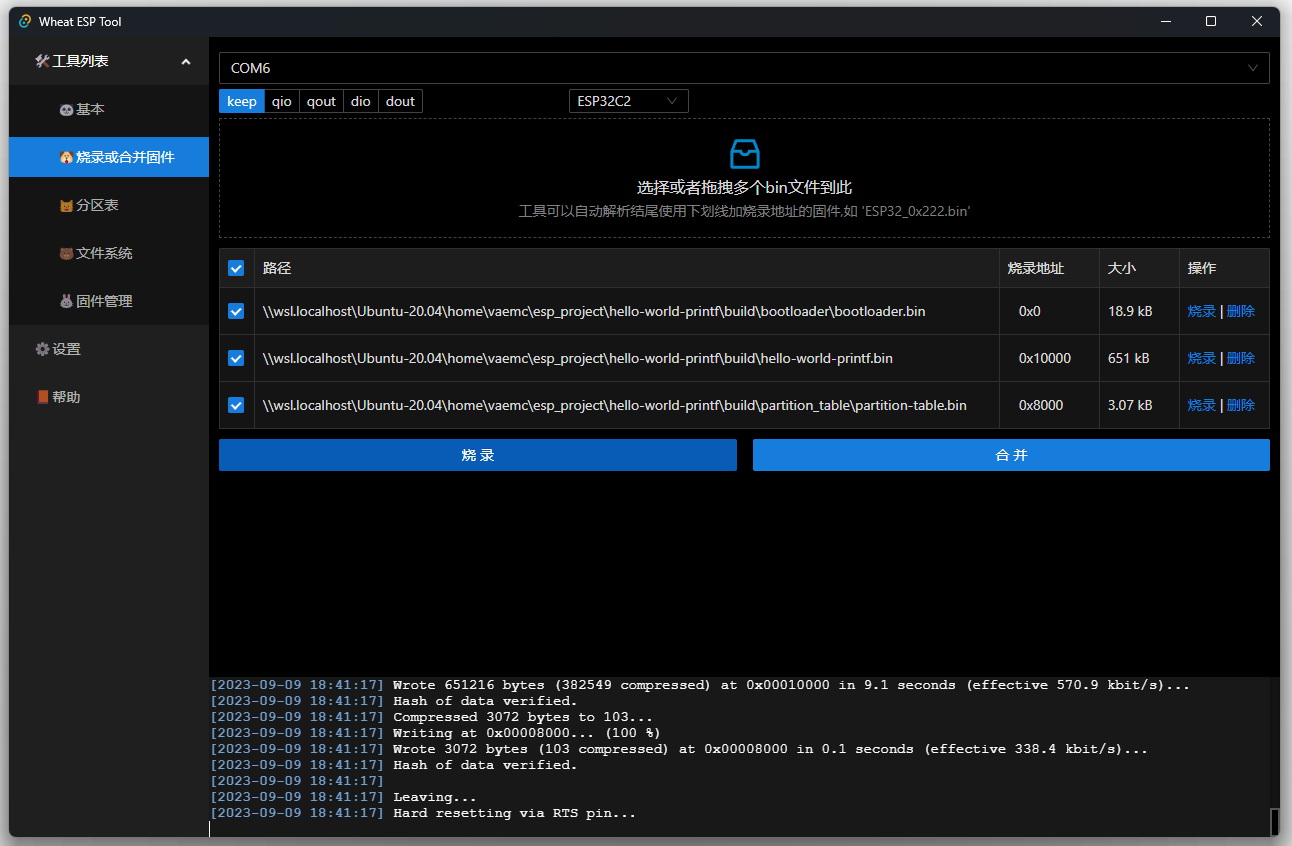 Wheat ESP Tool
工具列表
基本
烧录或合并固件
分区表
文件系统
固件管理
设置
帮助
COM6
keep qio qout dio dout ESP32C2
选择或者拖拽多个bin文件到此
工具可以自动解析结尾使用下划线加烧录地址的固件,如 'ESP32_0x222.bin'
路径 烧录地址 大小 操作
\\wsl.localhost\Ubuntu-20.04\home\vaemc\esp_project\hello-world-printf\build\bootloader\bootloader.bin 0x0 18.9 kB 烧录 | 删除
\\wsl.localhost\Ubuntu-20.04\home\vaemc\esp_project\hello-world-printf\build\hello-world-printf.bin 0x10000 651 kB 烧录 | 删除
\\wsl.localhost\Ubuntu-20.04\home\vaemc\esp_project\hello-world-printf\build\partition_table\partition-table.bin 0x8000 3.07 kB 烧录 | 删除
烧 录 合 并
[2023-09-09 18:41:17] Wrote 651216 bytes (382549 compressed) at 0x00010000 in 9.1 seconds (effective 570.9 kbit/s)...
[2023-09-09 18:41:17] Hash of data verified.
[2023-09-09 18:41:17] Compressed 3072 bytes to 103...
[2023-09-09 18:41:17] Writing at 0x00008000... (100 %)
[2023-09-09 18:41:17] Wrote 3072 bytes (103 compressed) at 0x00008000 in 0.1 seconds (effective 338.4 kbit/s)...
[2023-09-09 18:41:17] Hash of data verified.
[2023-09-09 18:41:17]
[2023-09-09 18:41:17] Leaving...
[2023-09-09 18:41:17] Hard resetting via RTS pin...